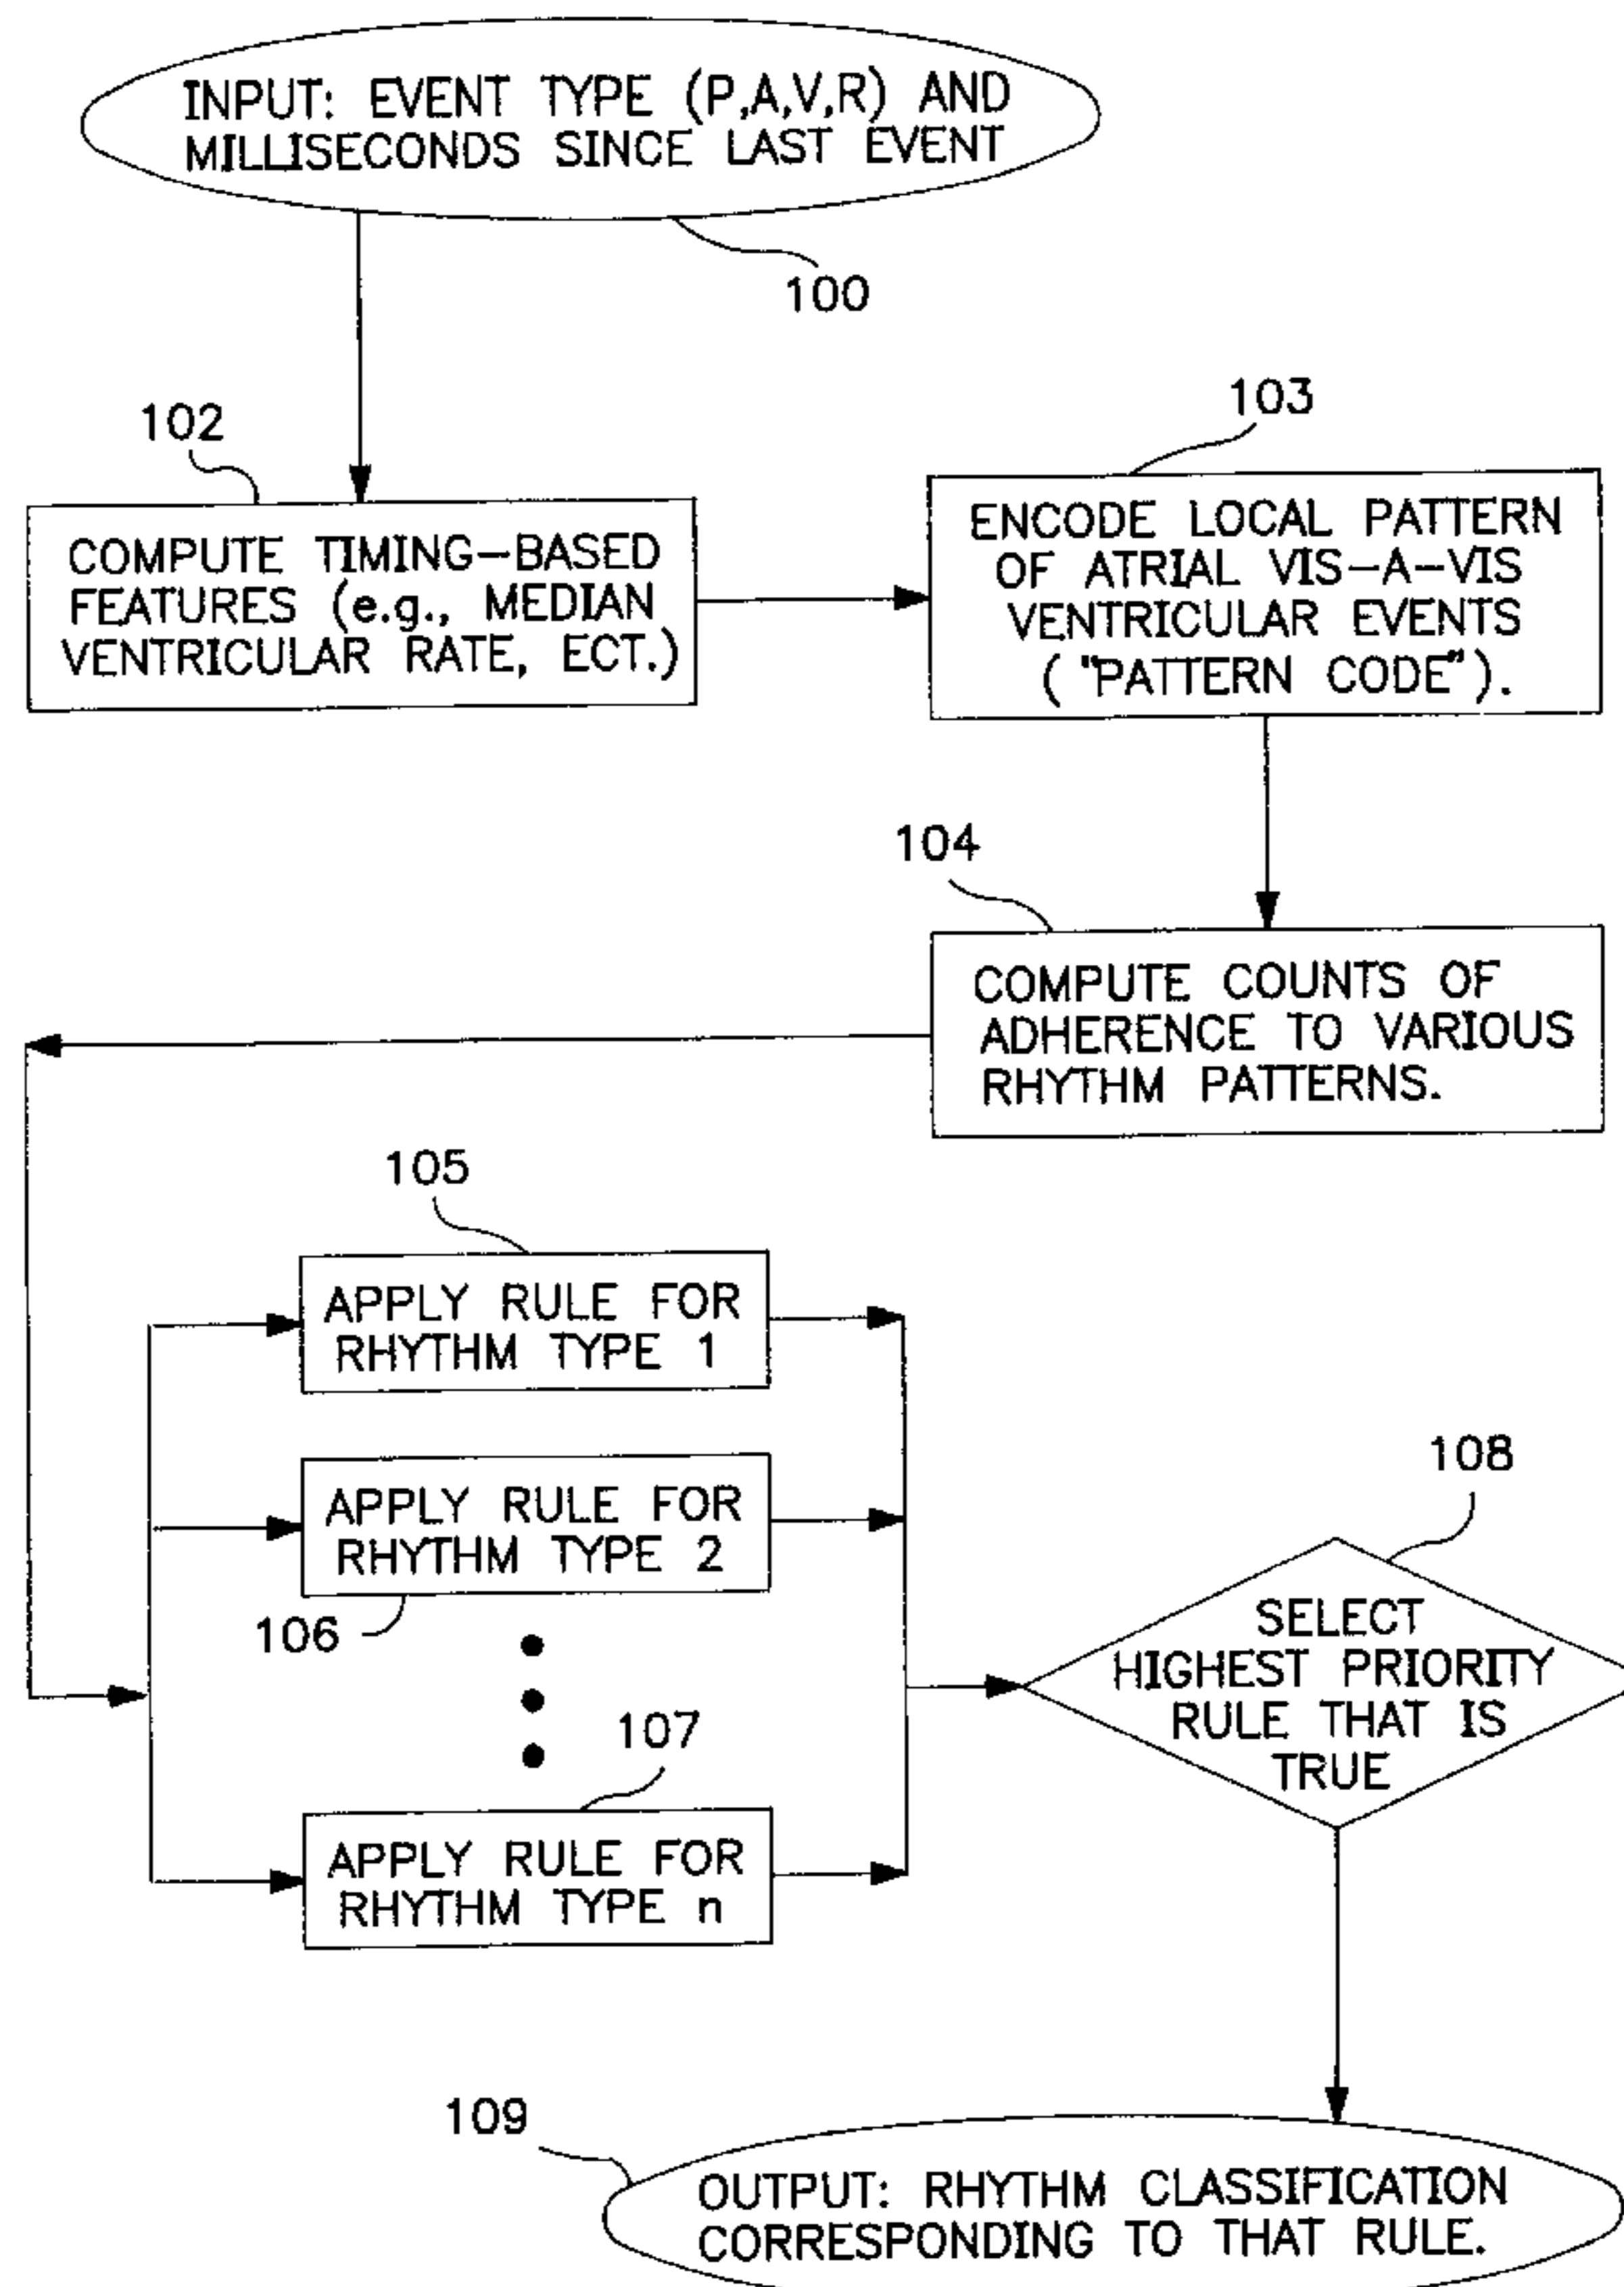 INPUT: EVENT TYPE (P,A,V,R) AND
MILLISECONDS SINCE LAST EVENT
100
102
COMPUTE TIMING-BASED
FEATURES (e.g., MEDIAN
VENTRICULAR RATE, ECT.)
103
ENCODE LOCAL PATTERN
OF ATRIAL VIS-A-VIS
VENTRICULAR EVENTS
("PATTERN CODE").
104
COMPUTE COUNTS OF
ADHERENCE TO VARIOUS
RHYTHM PATTERNS.
105
APPLY RULE FOR
RHYTHM TYPE 1
APPLY RULE FOR
RHYTHM TYPE 2
106
107
APPLY RULE FOR
RHYTHM TYPE n
108
SELECT
HIGHEST PRIORITY
RULE THAT IS
TRUE
109
OUTPUT: RHYTHM CLASSIFICATION
CORRESPONDING TO THAT RULE.